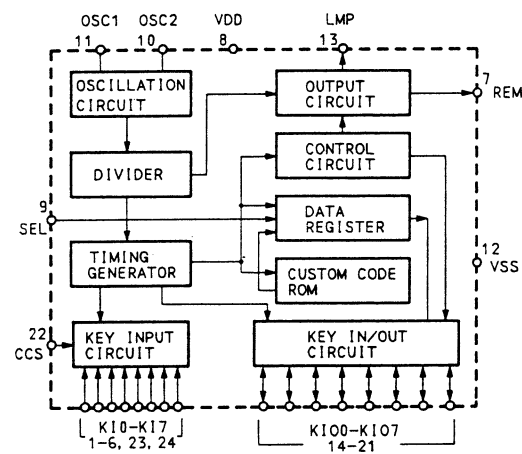 OSC1 OSC2 VDD LMP
11 10 8 13
OSCILLATION
CIRCUIT
OUTPUT
CIRCUIT
7
REM
DIVIDER
CONTROL
CIRCUIT
9
SEL
DATA
REGISTER
TIMING
GENERATOR
CUSTOM CODE
ROM
12
VSS
22
CCS
KEY INPUT
CIRCUIT
KEY IN/OUT
CIRCUIT
KI0-KI7
1-6, 23, 24
KIO0-KIO7
14-21